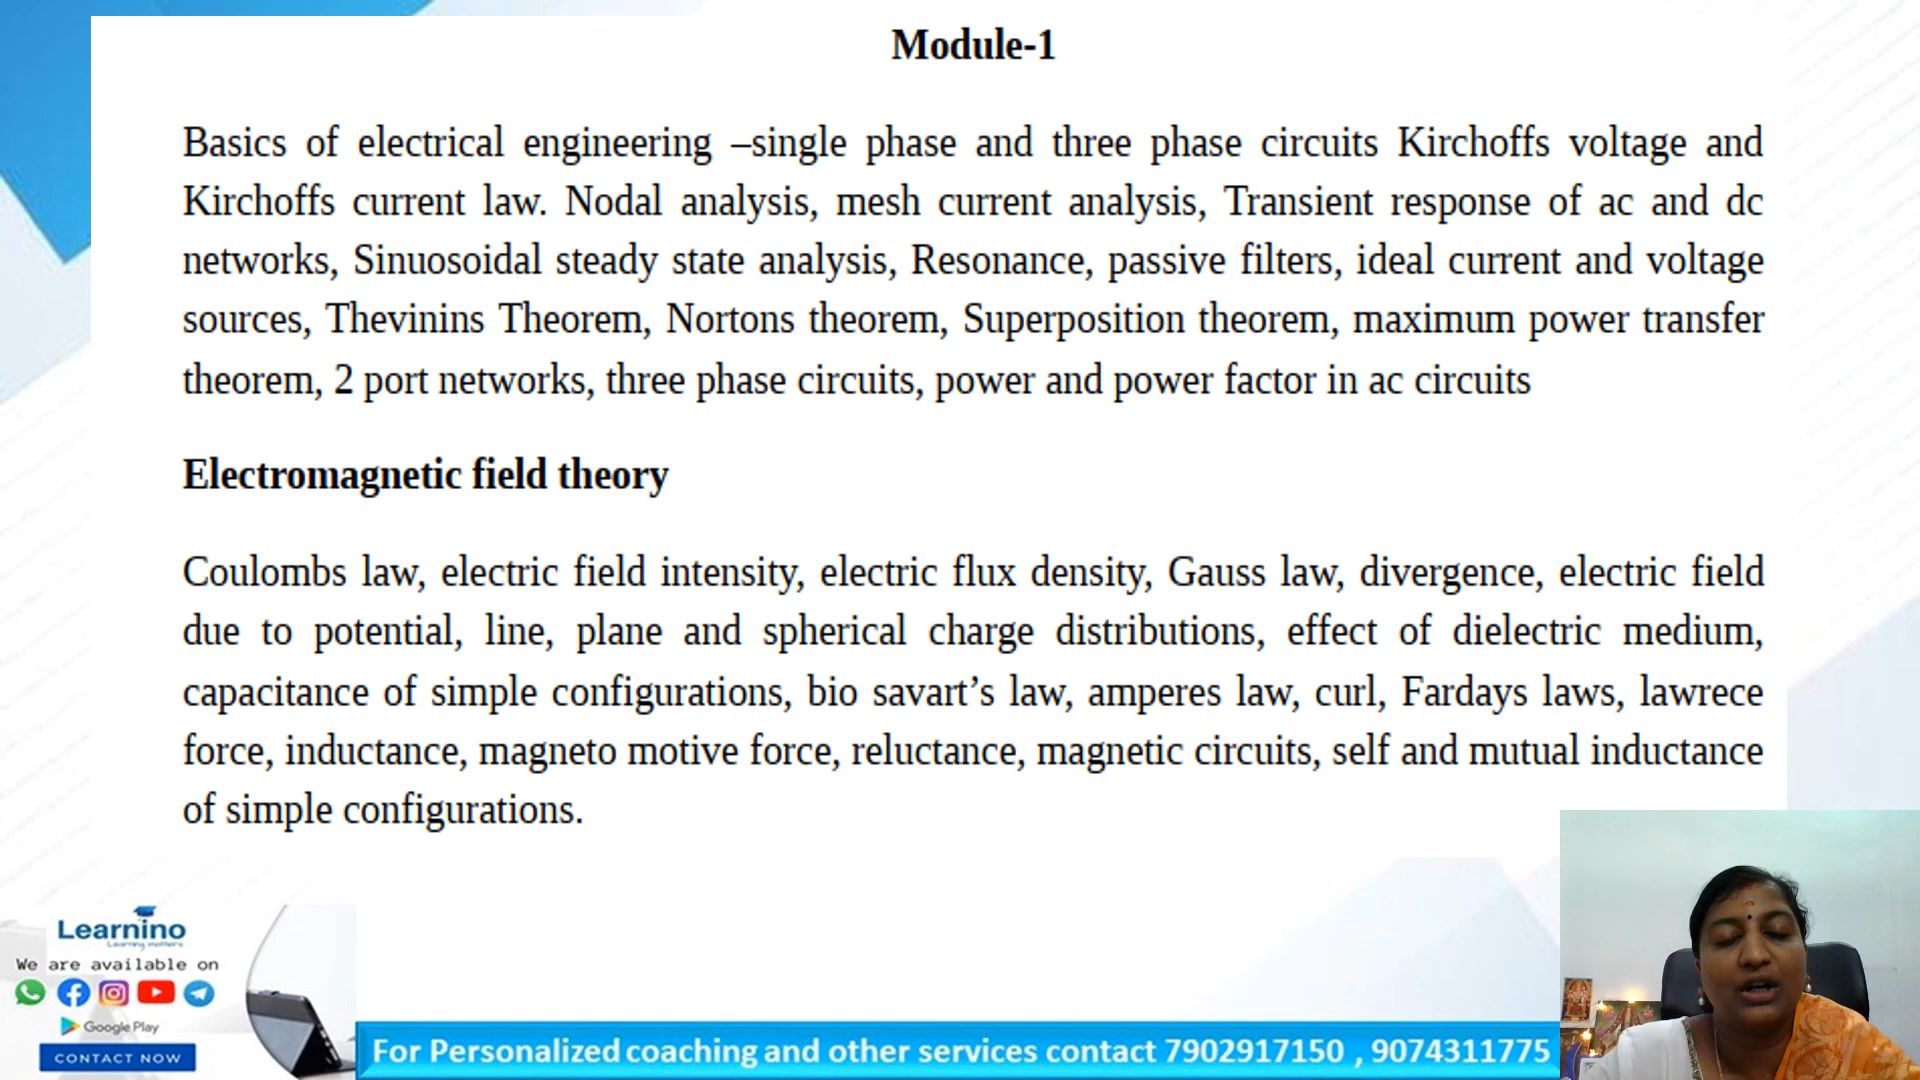 Module-1
Basics of electrical engineering –single phase and three phase circuits Kirchoffs voltage and
Kirchoffs current law. Nodal analysis, mesh current analysis, Transient response of ac and dc
networks, Sinuosoidal steady state analysis, Resonance, passive filters, ideal current and voltage
sources, Thevinins Theorem, Nortons theorem, Superposition theorem, maximum power transfer
theorem, 2 port networks, three phase circuits, power and power factor in ac circuits
Electromagnetic field theory
Coulombs law, electric field intensity, electric flux density, Gauss law, divergence, electric field
due to potential, line, plane and spherical charge distributions, effect of dielectric medium,
capacitance of simple configurations, bio savart’s law, amperes law, curl, Fardays laws, lawrece
force, inductance, magneto motive force, reluctance, magnetic circuits, self and mutual inductance
of simple configurations.
Learnino
Learning matters
We are available on
Google Play
CONTACT NOW
For Personalized coaching and other services contact 7902917150 , 9074311775